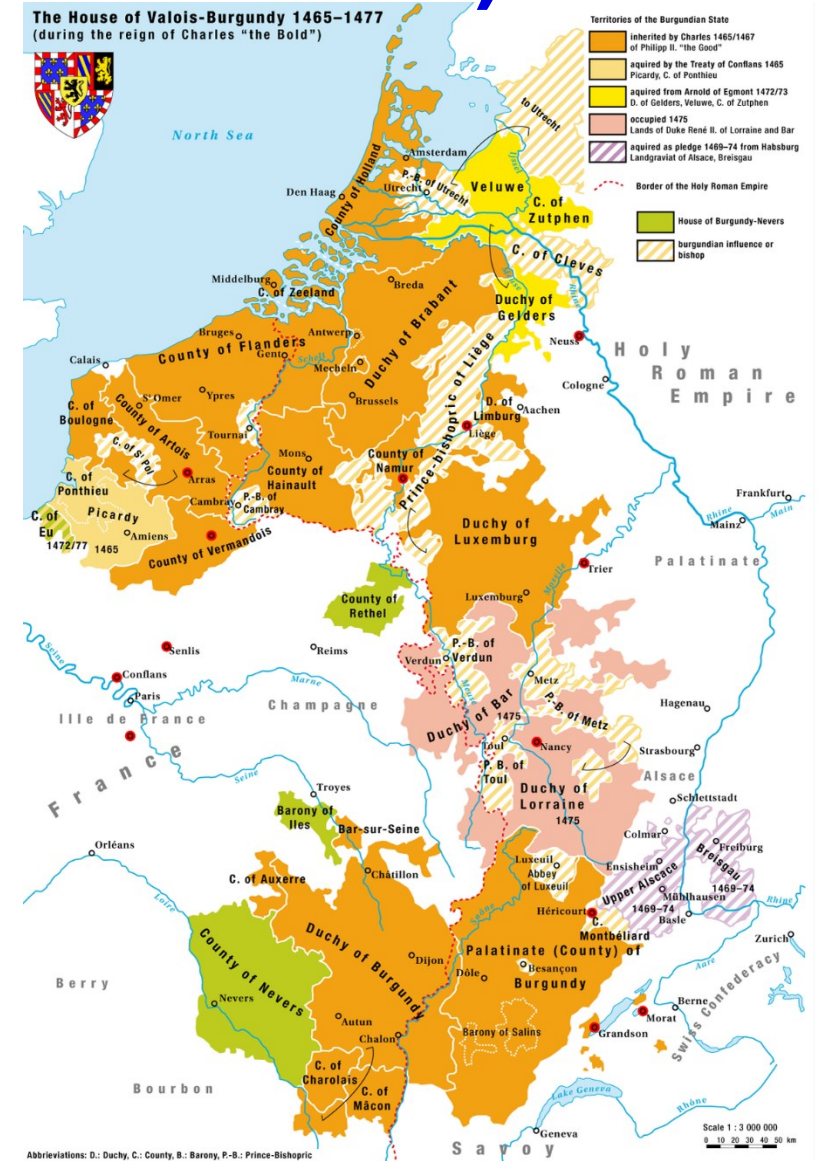 The House of Valois-Burgundy 1465–1477
(during the reign of Charles "the Bold")
Territories of the Burgundian State
inherited by Charles 1465/1467
of Philipp II. "the Good"
aquired by the Treaty of Conflans 1465
Picardy, C. of Ponthieu
aquired from Arnold of Egmont 1472/73
D. of Gelders, Veluwe, C. of Zutphen
occupied 1475
Lands of Duke René II. of Lorraine and Bar
aquired as pledge 1469–74 from Habsburg
Landgraviat of Alsace, Breisgau
Border of the Holy Roman Empire
House of Burgundy-Nevers
burgundian influence or
bishop
North Sea
to Utrecht
County of Holland
Amsterdam
P.-B. of Utrecht
Utrecht
Den Haag
Veluwe
Ijssel
C. of
Zutphen
C. of Cleves
Meuse
Rhine
Duchy of
Gelders
Neuss
Middelburg
C. of Zeeland
Breda
Duchy of Brabant
Bruges
Antwerp
County of Flanders
Gent
Scheld
Mecheln
Calais
Brussels
Ypres
St Omer
C. of
Boulogne
County of Artois
C. of St Pol
Tournai
Arras
Mons
County of
Hainault
Cambray
P.-B. of
Cambray
County of
Namur
Prince-bishopric of Liège
Liège
D. of
Limburg
Aachen
Cologne
Holy
Roman
Empire
C. of
Ponthieu
Picardy
C. of
Eu
1472/77
1465
Amiens
County of Vermandois
Duchy of
Luxemburg
Luxemburg
Moselle
Trier
Frankfurt
Rhine
Main
Mainz
Palatinate
County of
Rethel
Senlis
Reims
Conflans
Paris
Seine
Marne
Ile de France
Champagne
France
Seine
Verdun
P.-B. of
Verdun
Meuse
Duchy of Bar
1475
Metz
P.-B. of Metz
Toul
P. B. of
Toul
Nancy
Duchy of
Lorraine
1475
Hagenau
Strasbourg
Alsace
Schlettstadt
Colmar
Freiburg
Breisgau
1469–74
Ensisheim
Upper Alscace
Mühlhausen
1469–74
Basle
Rhine
Troyes
Barony of
Iles
Bar-sur-Seine
Orléans
Châtillon
C. of Auxerre
Loire
Duchy of Burgundy
County of Nevers
Nevers
Dijon
Autun
Chalon
C. of
Charolais
C. of
Mâcon
Luxeuil
Abbey
of Luxeuil
Saône
Héricourt
C.
Montbéliard
Palatinate (County) of
Burgundy
Besançon
Dôle
Barony of Salins
Zurich
Aare
Berne
Morat
Grandson
Swiss Confederacy
Berry
Bourbon
Lake Geneva
Rhône
Geneva
Savoy
Scale 1 : 3 000 000
0 10 20 30 40 50 km
Abbreviations: D.: Duchy, C.: County, B.: Barony, P.-B.: Prince-Bishopric